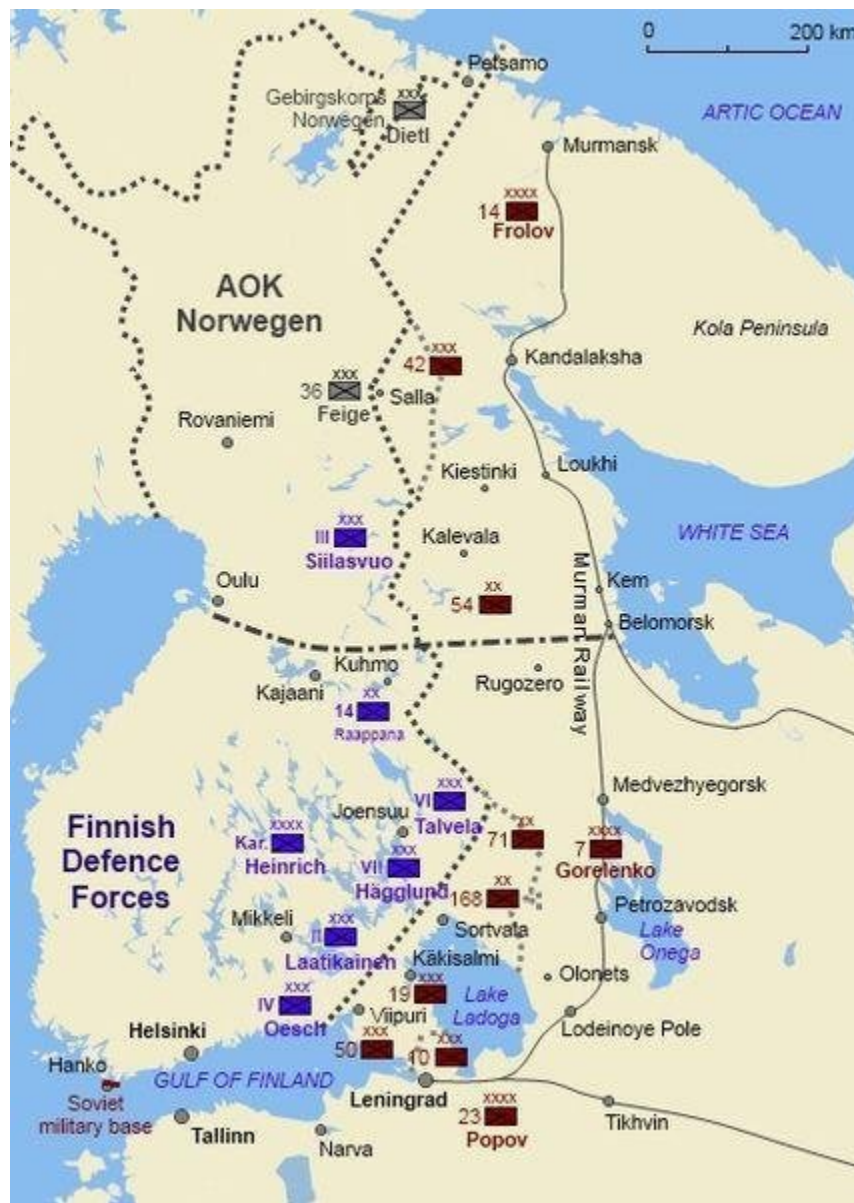 0 200 km
Petsamo
xxx
Gebirgskorps
Norwegen
Dietl
ARTIC OCEAN
Murmansk
xxxx
14
Frolov
AOK
Norwegen
Kola Peninsula
xxx
42
Kandalaksha
xxx
36
Feige
Salla
Rovaniemi
Kiestinki
Loukhi
xxx
III
Siilasvuo
Kalevala
WHITE SEA
Murman Railway
Oulu
xx
54
Kem
Belomorsk
Kuhmo
Kajaani
Rugozero
xx
14
Raappana
Medvezhyegorsk
xxx
VI
Talvela
Joensuu
xx
71
Finnish
Defence
Forces
xxxx
Kar.
Heinrich
xxxx
7
Gorelenko
xxx
VII
Hägglund
xx
168
Mikkeli
xxx
II
Laatikainen
Sortvala
Petrozavodsk
Lake
Onega
Käkisalmi
Olonets
xxx
19
Lake
Ladoga
xxx
IV
Oesch
Viipuri
Lodeinoye Pole
Helsinki
xxx
50
xxx
10
Hanko
GULF OF FINLAND
Soviet
military base
Leningrad
xxxx
23
Popov
Tallinn
Narva
Tikhvin